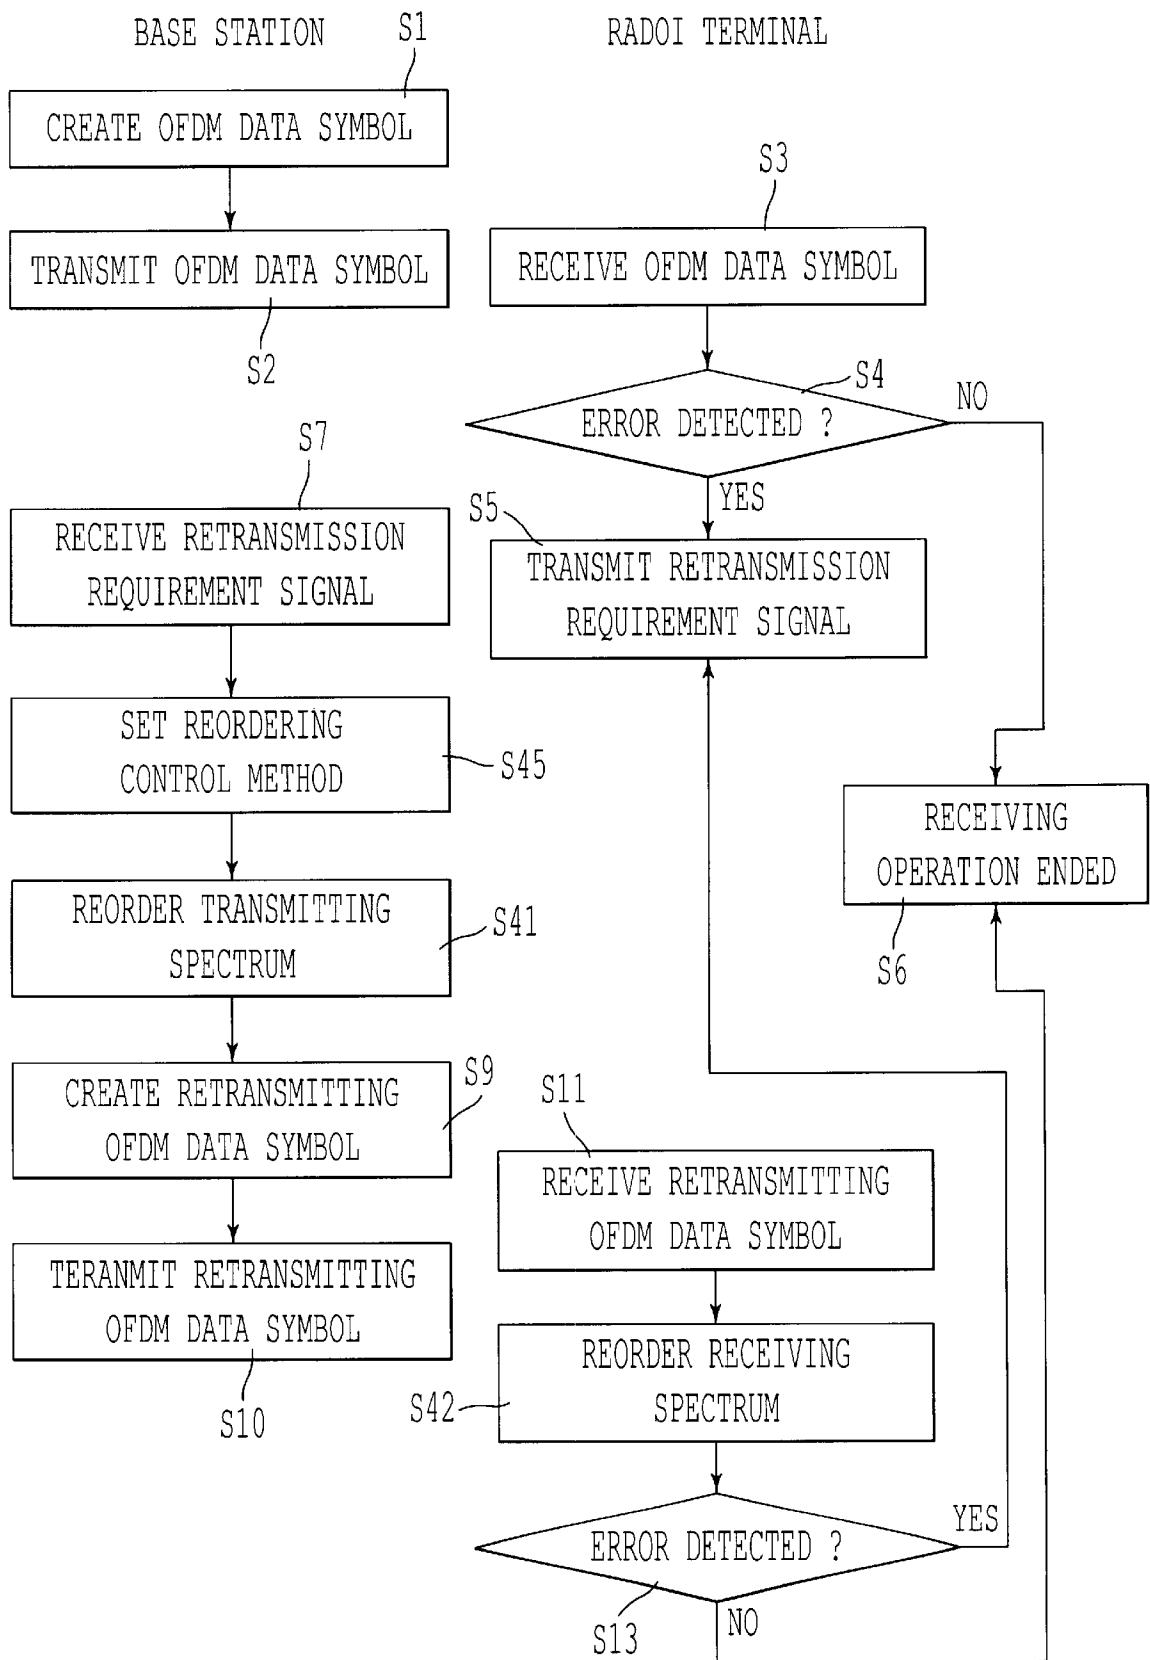 BASE STATION
S1
RADOI TERMINAL
CREATE OFDM DATA SYMBOL
S3
TRANSMIT OFDM DATA SYMBOL
S2
RECEIVE OFDM DATA SYMBOL
S4
NO
ERROR DETECTED ?
YES
S7
S5
RECEIVE RETRANSMISSION
REQUIREMENT SIGNAL
TRANSMIT RETRANSMISSION
REQUIREMENT SIGNAL
SET REORDERING
CONTROL METHOD
S45
RECEIVING
OPERATION ENDED
S6
REORDER TRANSMITTING
SPECTRUM
S41
CREATE RETRANSMITTING
OFDM DATA SYMBOL
S9
S11
RECEIVE RETRANSMITTING
OFDM DATA SYMBOL
TERANMIT RETRANSMITTING
OFDM DATA SYMBOL
S10
REORDER RECEIVING
SPECTRUM
S42
ERROR DETECTED ?
YES
S13
NO